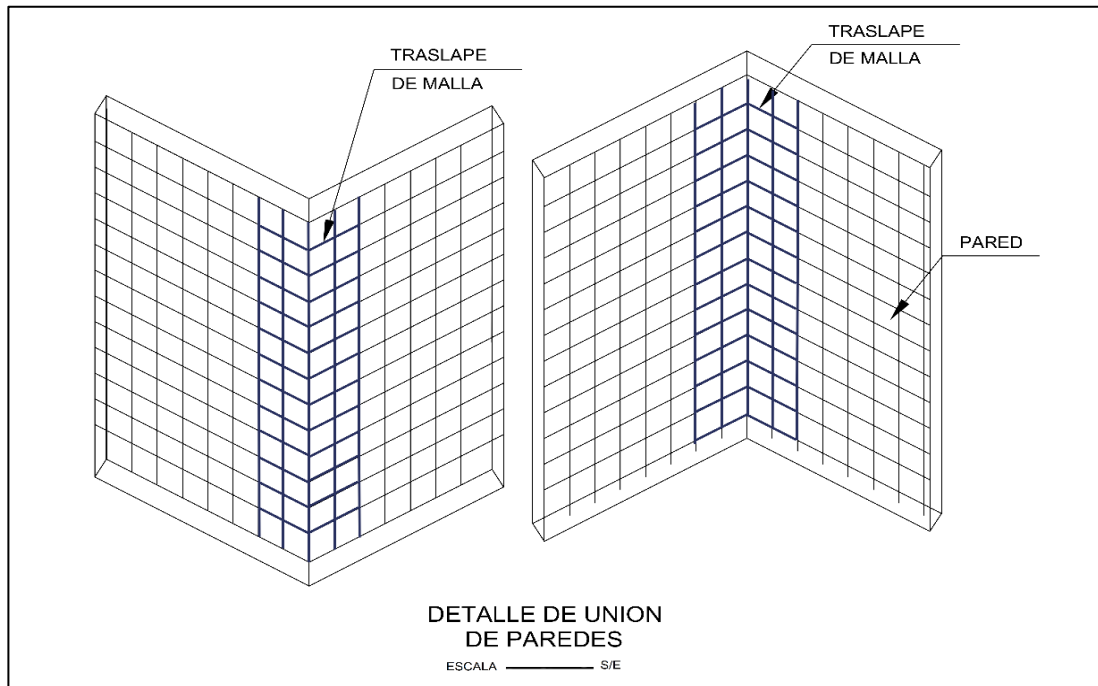 TRASLAPE
DE MALLA
TRASLAPE
DE MALLA
PARED
DETALLE DE UNION
DE PAREDES
ESCALA S/E